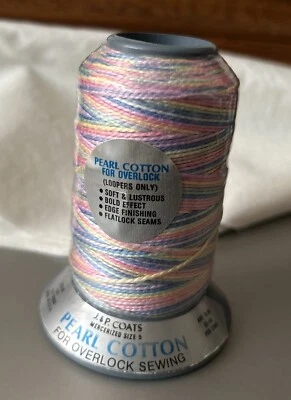 PEARL COTTON
FOR OVERLOCK
(LOOPERS ONLY)
• SOFT & LUSTROUS
• BOLD EFFECT
• EDGE FINISHING
• FLATLOCK SEAMS
J.&P. COATS
MERCERIZED SIZE 5
PEARL COTTON
FOR OVERLOCK SEWING